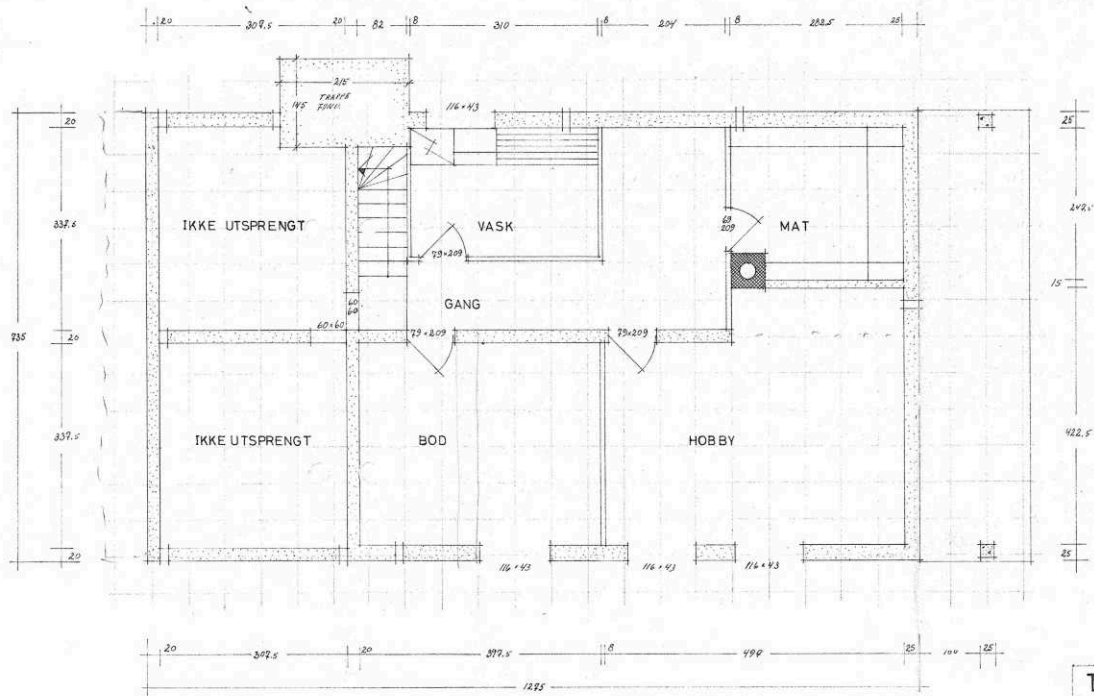 20 307.5 20 82 8 310 8 204 8 282.5 25
215
TRAPPE
145
116×43
20 25
337.5 IKKE UTSPRENGT VASK 69 209 MAT 242.5
79×209
GANG 15
60
60
735 20 60×60 79×209 79×209
337.5 IKKE UTSPRENGT BOD HOBBY 422.5
20 25
116×43 116×43 116×43
20 307.5 20 397.5 8 499 25 104 25
1275
T